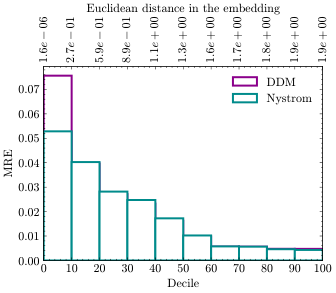 Euclidean distance in the embedding
1.6e−06 2.7e−01 5.9e−01 8.9e−01 1.1e+00 1.3e+00 1.6e+00 1.7e+00 1.8e+00 1.9e+00 1.9e+00
DDM
Nystrom
MRE
0.07
0.06
0.05
0.04
0.03
0.02
0.01
0.00
0 10 20 30 40 50 60 70 80 90 100
Decile